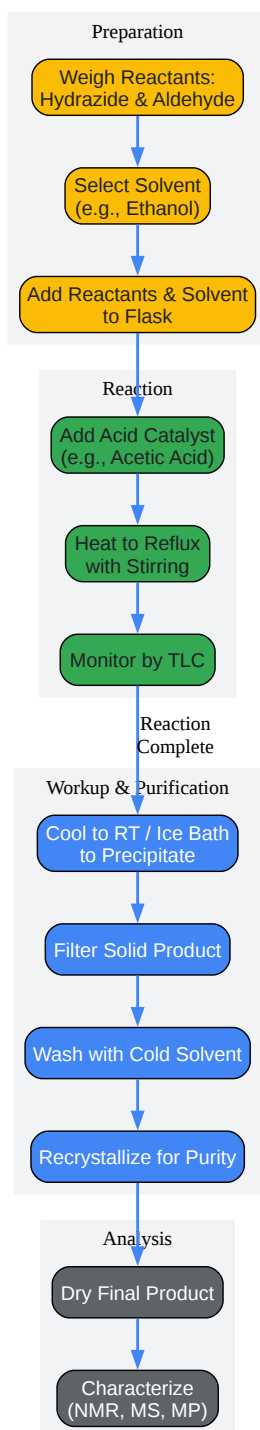 Preparation
Weigh Reactants:
Hydrazide & Aldehyde
Select Solvent
(e.g., Ethanol)
Add Reactants & Solvent
to Flask
Reaction
Add Acid Catalyst
(e.g., Acetic Acid)
Heat to Reflux
with Stirring
Monitor by TLC
Reaction
Complete
Workup & Purification
Cool to RT / Ice Bath
to Precipitate
Filter Solid Product
Wash with Cold Solvent
Recrystallize for Purity
Analysis
Dry Final Product
Characterize
(NMR, MS, MP)